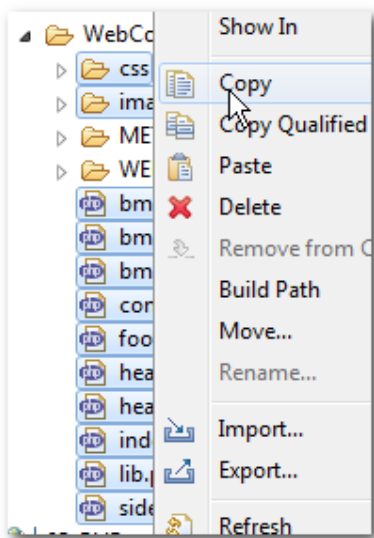 WebCo
css
ima
ME
WE
bm
bm
bm
con
foo
hea
hea
ind
lib.
side
Show In
Copy
Copy Qualified
Paste
Delete
Remove from C
Build Path
Move...
Rename...
Import...
Export...
Refresh